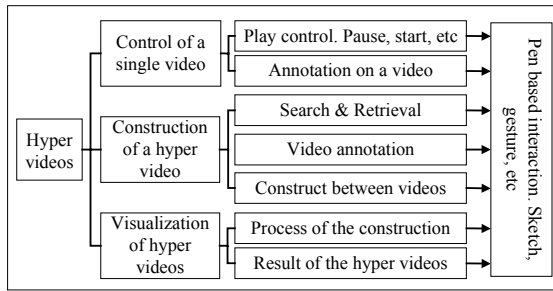 Hyper
videos
Control of a
single video
Play control. Pause, start, etc
Annotation on a video
Construction
of a hyper
video
Search & Retrieval
Video annotation
Construct between videos
Visualization
of hyper
videos
Process of the construction
Result of the hyper videos
Pen based interaction. Sketch,
gesture, etc